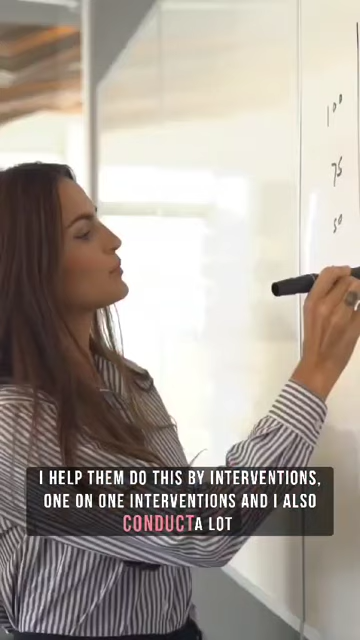 100
75
50
I HELP THEM DO THIS BY INTERVENTIONS,
ONE ON ONE INTERVENTIONS AND I ALSO
CONDUCTA LOT